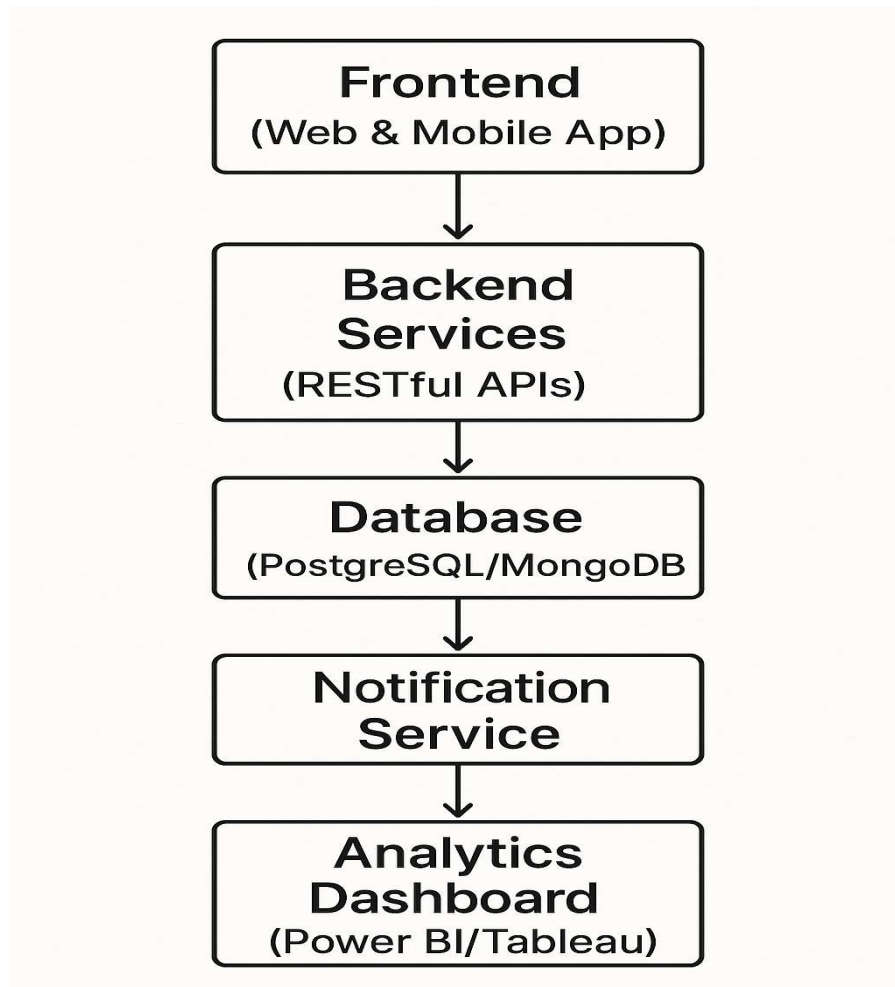 Frontend
(Web & Mobile App)
Backend
Services
(RESTful APIs)
Database
(PostgreSQL/MongoDB
Notification
Service
Analytics
Dashboard
(Power BI/Tableau)